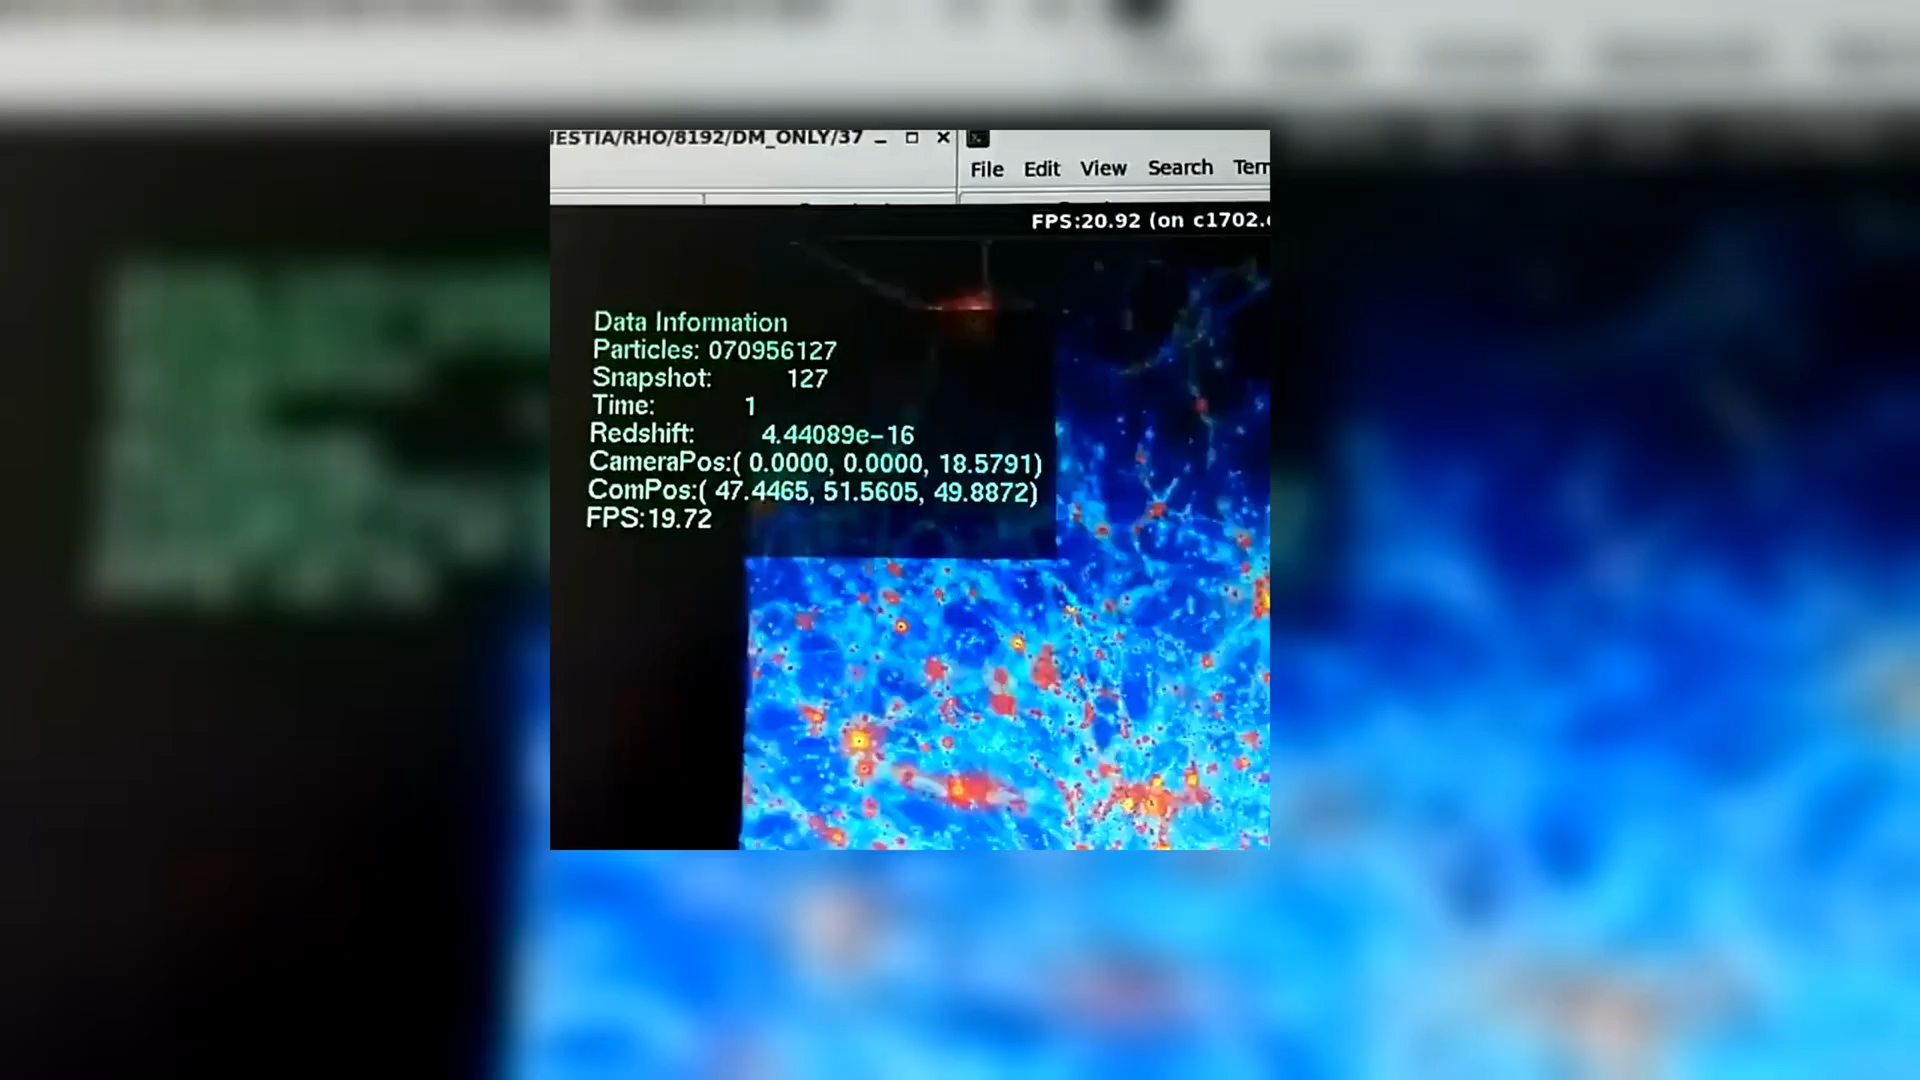 IESTIA/RHO/8192/DM_ONLY/37
File Edit View Search
FPS:20.92 (on c1702.
Data Information
Particles: 070956127
Snapshot: 127
Time: 1
Redshift: 4.44089e-16
CameraPos:( 0.0000, 0.0000, 18.5791)
ComPos:( 47.4465, 51.5605, 49.8872)
FPS:19.72